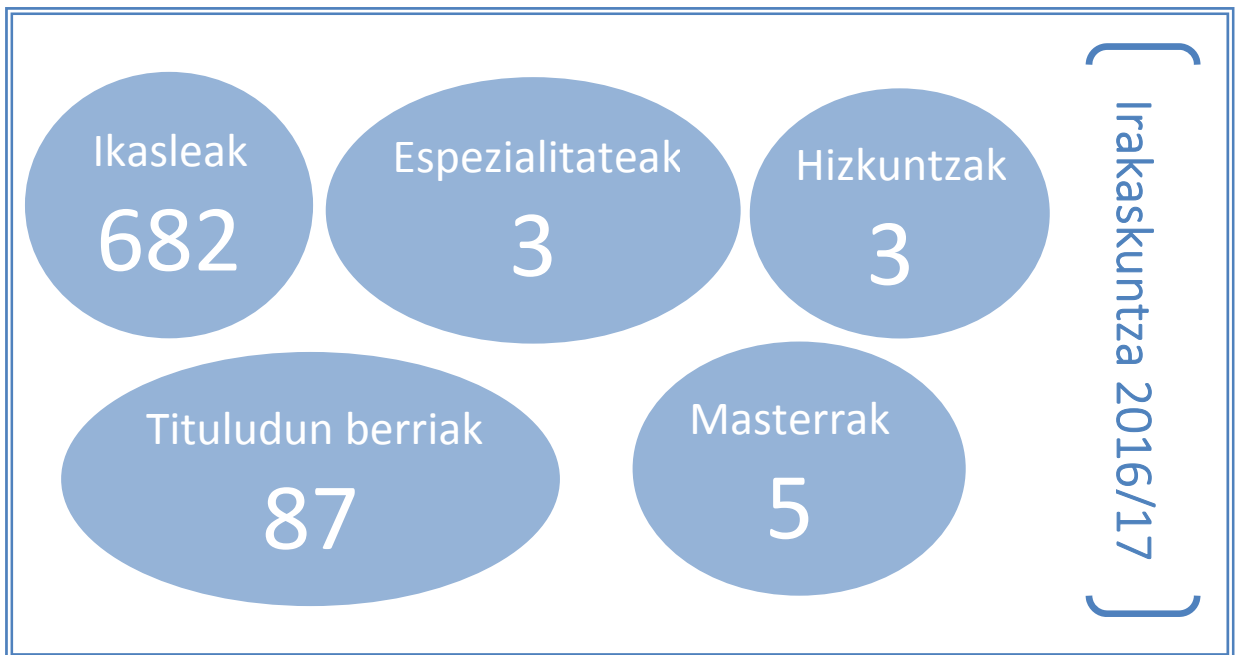 Ikasleak
682
Espezialitateak
3
Hizkuntzak
3
Tituludun berriak
87
Masterrak
5
Irakaskuntza 2016/17